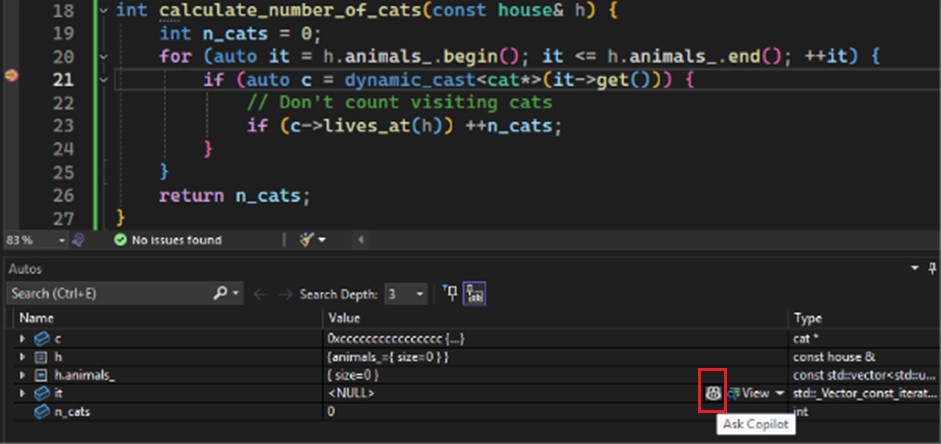 18 int calculate_number_of_cats(const house& h) {
19 int n_cats = 0;
20 for (auto it = h.animals_.begin(); it <= h.animals_.end(); ++it) {
21 if (auto c = dynamic_cast<cat*>(it->get())) {
22 // Don't count visiting cats
23 if (c->lives_at(h)) ++n_cats;
24 }
25 }
26 return n_cats;
27 }
83 % No issues found
Autos
Search (Ctrl+E) Search Depth: 3
Name Value Type
c 0xcccccccccccccccc {...} cat *
h {animals_={ size=0 } } const house &
h.animals_ { size=0 } const std::vector<std::u...
it <NULL> View std::_Vector_const_iterat...
n_cats 0 int
Ask Copilot